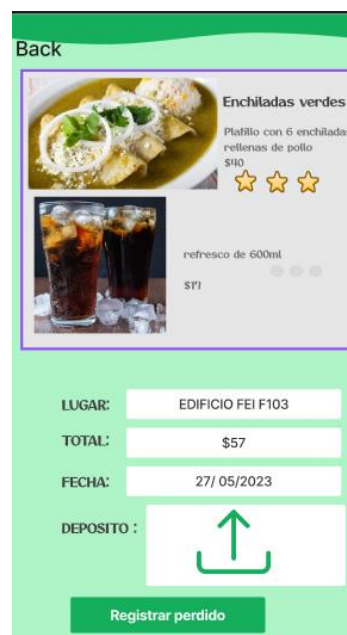 Back
Enchiladas verdes
Platillo con 6 enchilada
rellenas de pollo
$40
refresco de 600ml
$17
LUGAR: EDIFICIO FEI F103
TOTAL: $57
FECHA: 27/ 05/2023
DEPOSITO :
Registrar perdido